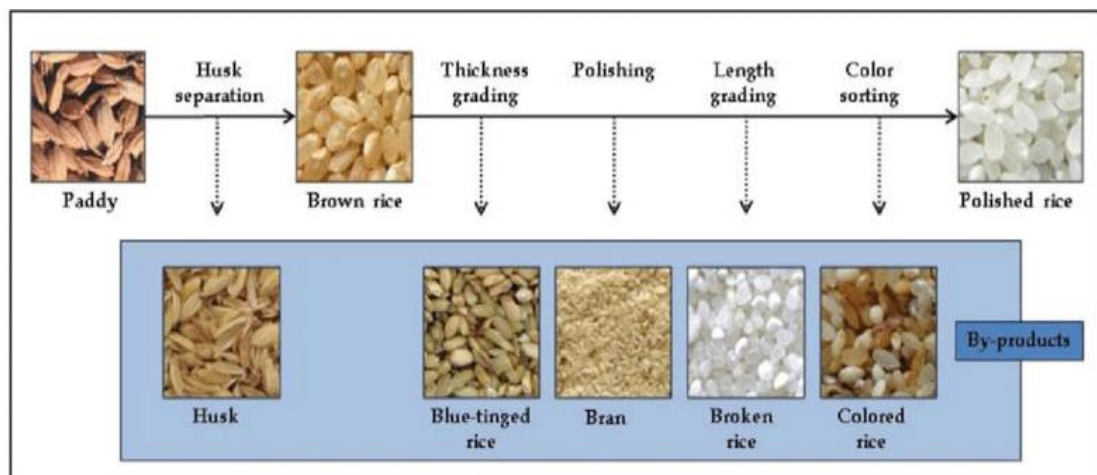 Husk
separation
Thickness
grading
Polishing
Length
grading
Color
sorting
Paddy
Brown rice
Polished rice
By-products
Husk
Blue-tinged
rice
Bran
Broken
rice
Colored
rice